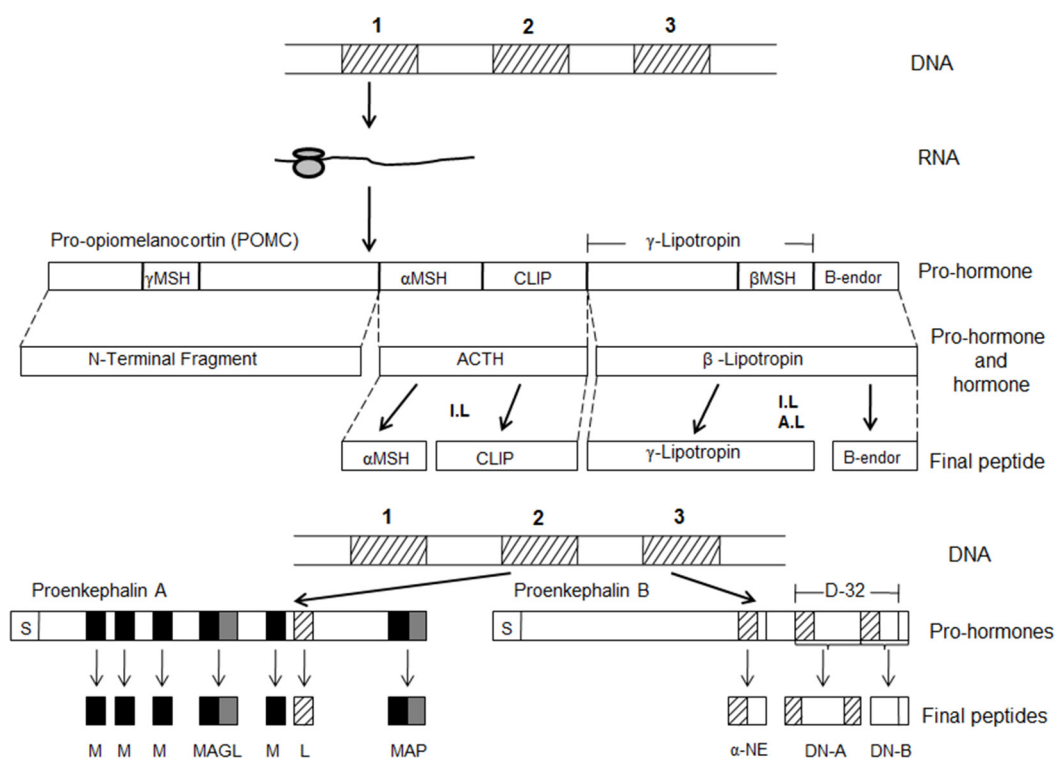 1 2 3
DNA
RNA
Pro-opiomelanocortin (POMC)
γ-Lipotropin
γMSH αMSH CLIP βMSH B-endor
Pro-hormone
N-Terminal Fragment ACTH β -Lipotropin
Pro-hormone
and
hormone
I.L
I.L
A.L
αMSH CLIP γ-Lipotropin B-endor
Final peptide
1 2 3
DNA
Proenkephalin A
Proenkephalin B
D-32
S
S
Pro-hormones
Final peptides
M M M MAGL M L MAP α-NE DN-A DN-B